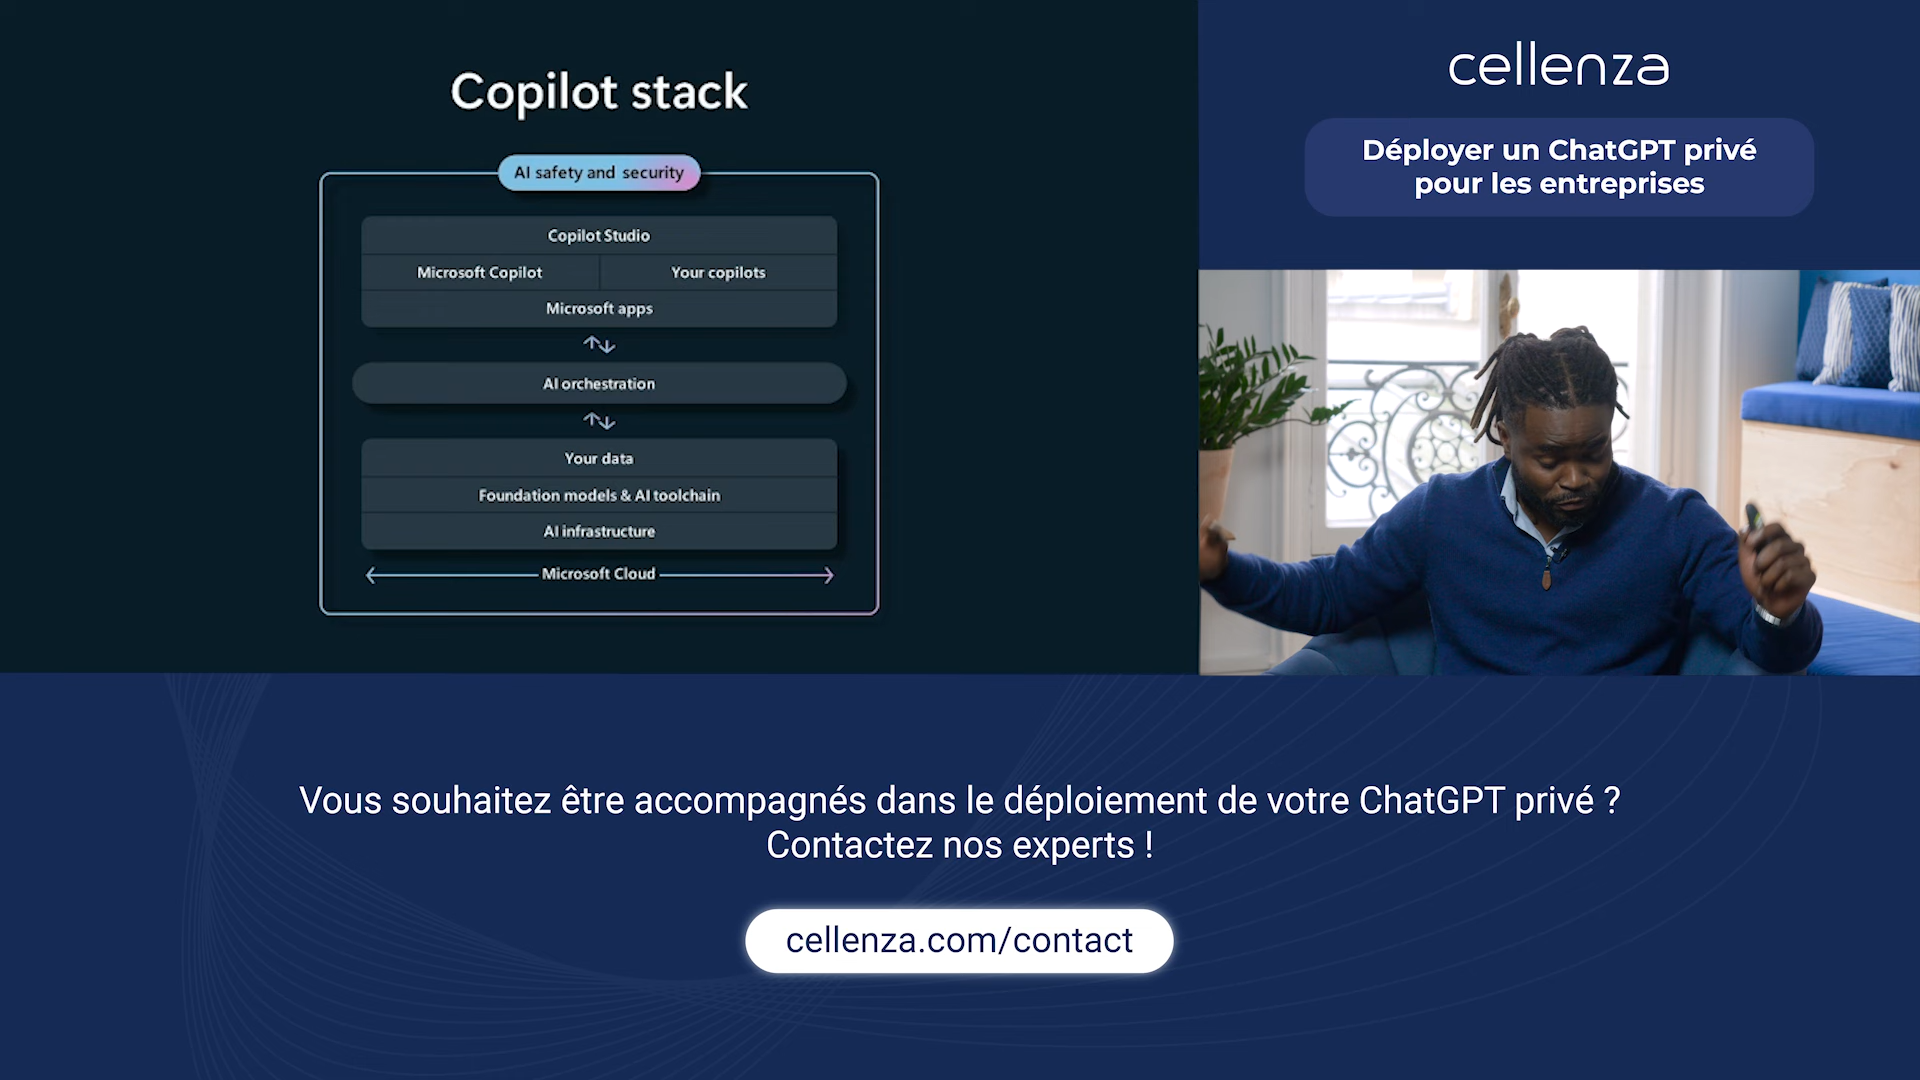 Copilot stack
AI safety and security
Copilot Studio
Microsoft Copilot
Your copilots
Microsoft apps
AI orchestration
Your data
Foundation models & AI toolchain
AI infrastructure
Microsoft Cloud
cellenza
Déployer un ChatGPT privé
pour les entreprises
Vous souhaitez être accompagnés dans le déploiement de votre ChatGPT privé ?
Contactez nos experts !
cellenza.com/contact